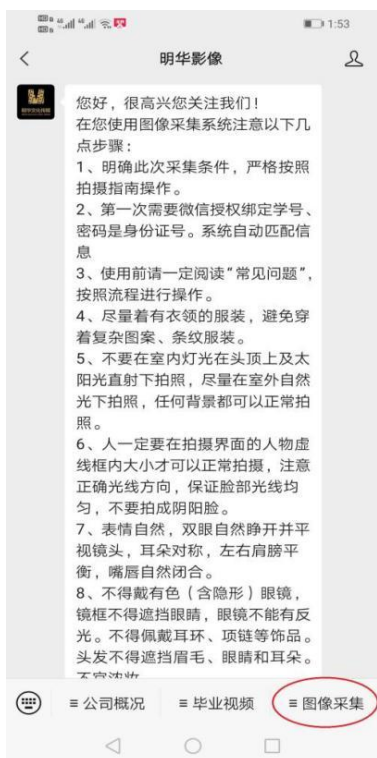 1:53
明华影像
您好，很高兴您关注我们！
在您使用图像采集系统注意以下几
点步骤：
1、明确此次采集条件，严格按照
拍摄指南操作。
2、第一次需要微信授权绑定学号、
密码是身份证号。系统自动匹配信
息
3、使用前请一定阅读“常见问题”，
按照流程进行操作。
4、尽量着有衣领的服装，避免穿
着复杂图案、条纹服装。
5、不要在室内灯光在头顶上及太
阳光直射下拍照，尽量在室外自然
光下拍照，任何背景都可以正常拍
照。
6、人一定要在拍摄界面的人物虚
线框内大小才可以正常拍摄，注意
正确光线方向，保证脸部光线均
匀，不要拍成阴阳脸。
7、表情自然，双眼自然睁开并平
视镜头，耳朵对称，左右肩膀平
衡，嘴唇自然闭合。
8、不得戴有色（含隐形）眼镜，
镜框不得遮挡眼睛，眼镜不能有反
光。不得佩戴耳环、项链等饰品。
头发不得遮挡眉毛、眼睛和耳朵。
不宜浓妆
公司概况
毕业视频
图像采集